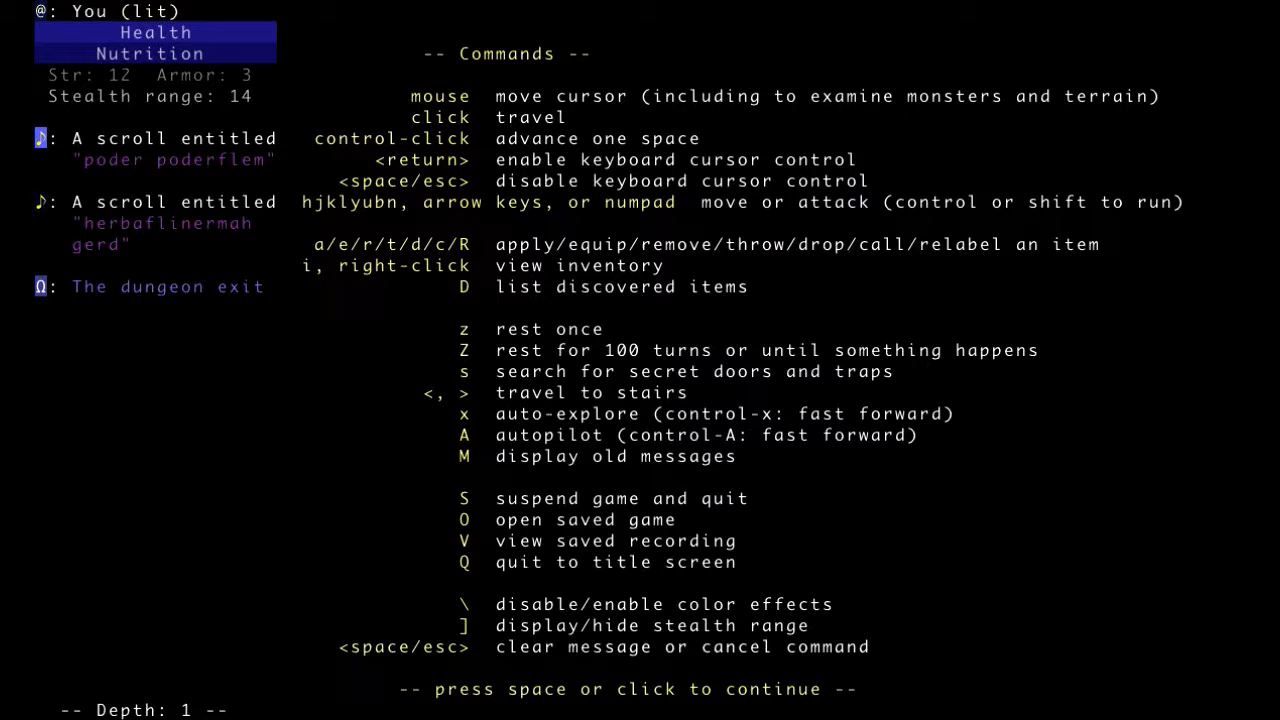 @: You (lit)
Health
Nutrition
Str: 12 Armor: 3
Stealth range: 14
♪: A scroll entitled
"poder poderflem"
♪: A scroll entitled
"herbaflinermah
gerd"
Ω: The dungeon exit
-- Depth: 1 --
-- Commands --
mouse move cursor (including to examine monsters and terrain)
click travel
control-click advance one space
<return> enable keyboard cursor control
<space/esc> disable keyboard cursor control
hjklyubn, arrow keys, or numpad move or attack (control or shift to run)
a/e/r/t/d/c/R apply/equip/remove/throw/drop/call/relabel an item
i, right-click view inventory
D list discovered items
z rest once
Z rest for 100 turns or until something happens
s search for secret doors and traps
<, > travel to stairs
x auto-explore (control-x: fast forward)
A autopilot (control-A: fast forward)
M display old messages
S suspend game and quit
O open saved game
V view saved recording
Q quit to title screen
\ disable/enable color effects
] display/hide stealth range
<space/esc> clear message or cancel command
-- press space or click to continue --